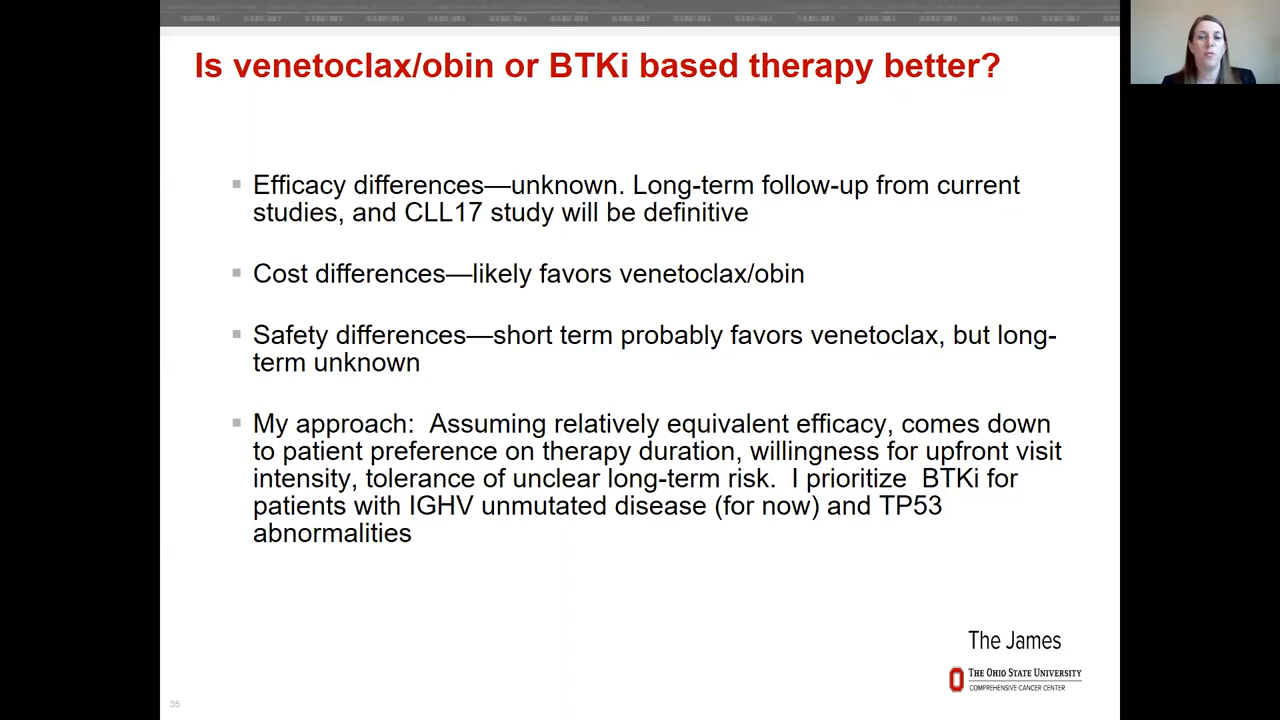 Is venetoclax/obin or BTKi based therapy better?
Efficacy differences—unknown. Long-term follow-up from current
studies, and CLL17 study will be definitive
Cost differences—likely favors venetoclax/obin
Safety differences—short term probably favors venetoclax, but long-
term unknown
My approach:  Assuming relatively equivalent efficacy, comes down
to patient preference on therapy duration, willingness for upfront visit
intensity, tolerance of unclear long-term risk.  I prioritize  BTKi for
patients with IGHV unmutated disease (for now) and TP53
abnormalities
The James
THE OHIO STATE UNIVERSITY
COMPREHENSIVE CANCER CENTER
35